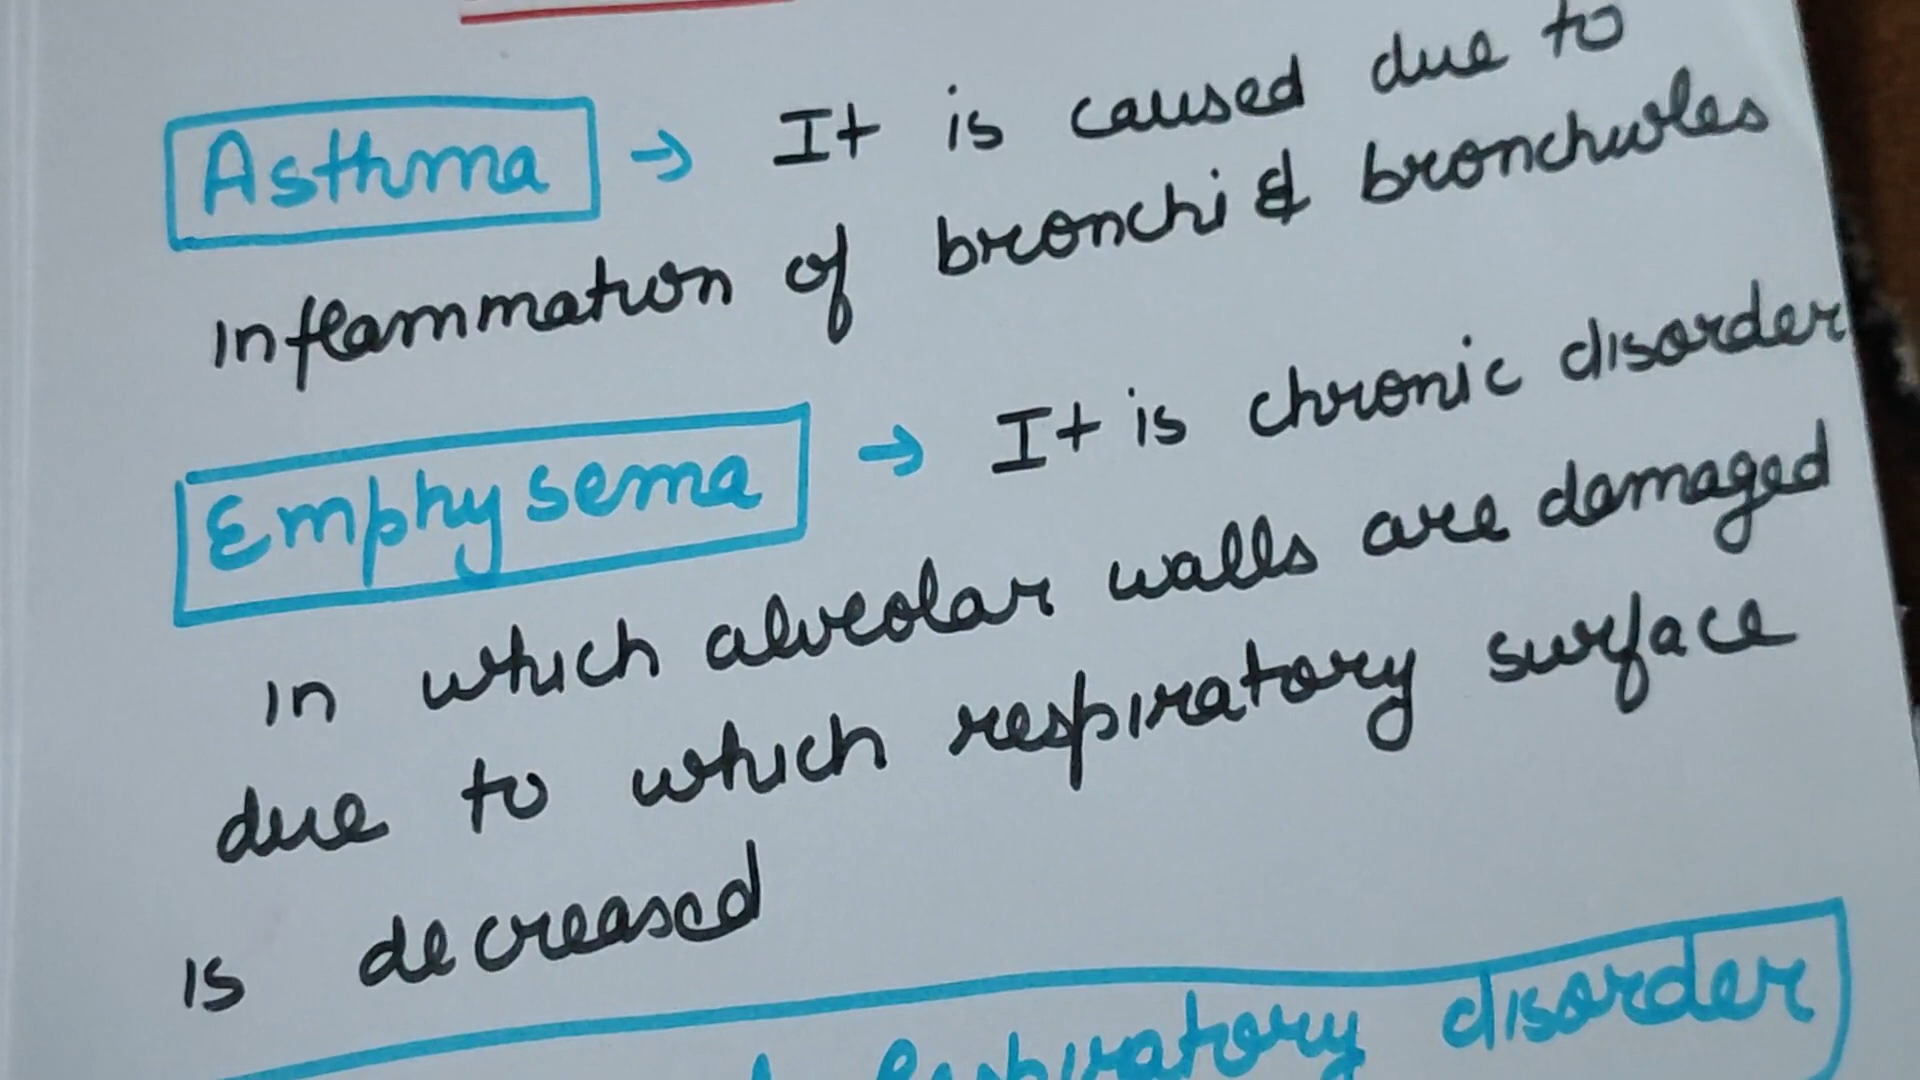 Asthma → It is caused due to
inflammation of bronchi & bronchioles
Emphysema → It is chronic disorder
in which alveolar walls are damaged
due to which respiratory surface
is decreased
Respiratory disorder